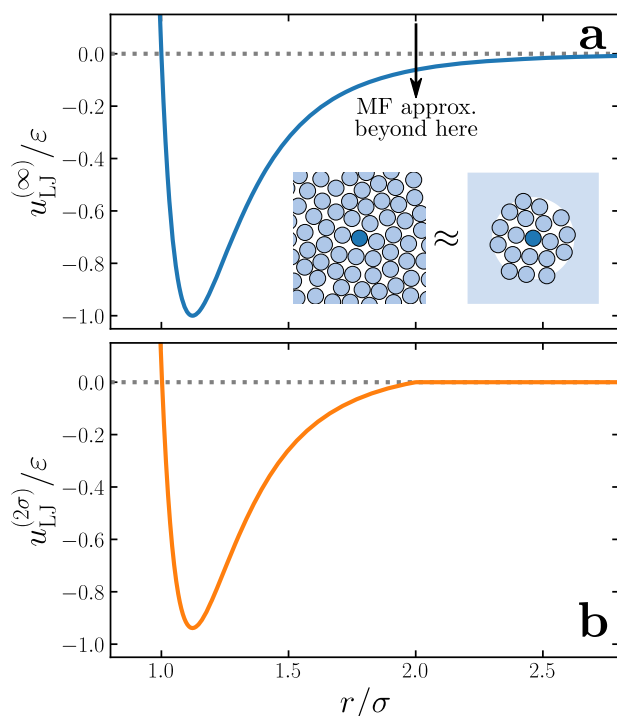 a
0.0
−0.2
−0.4
−0.6
−0.8
−1.0
u_LJ^(∞)/ε
MF approx.
beyond here
≈
b
0.0
−0.2
−0.4
−0.6
−0.8
−1.0
u_LJ^(2σ)/ε
1.0 1.5 2.0 2.5
r/σ